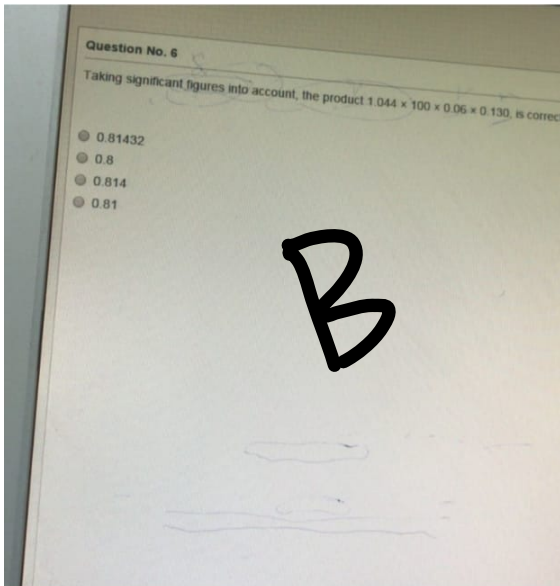 Question No. 6
Taking significant figures into account, the product 1.044 × 100 × 0.06 × 0.130, is correc
0.81432
0.8
0.814
0.81
B